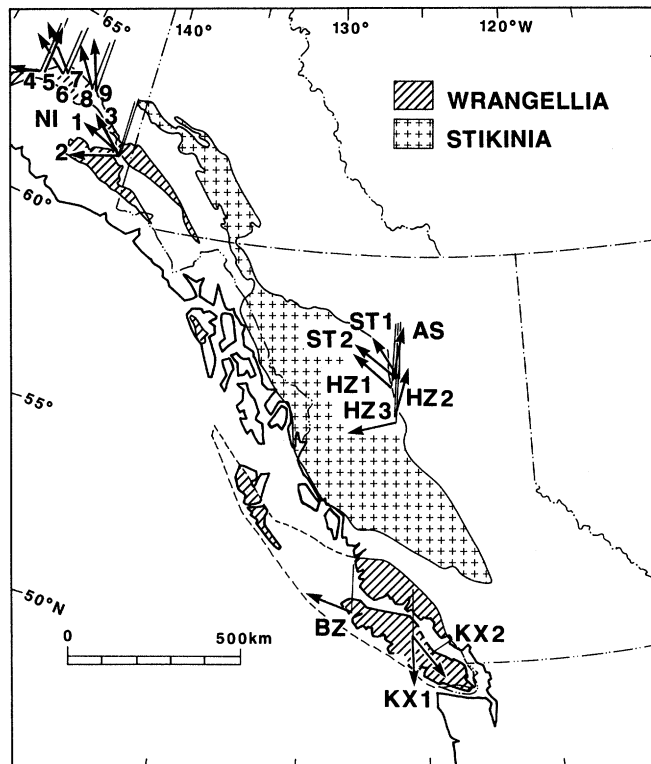 65°
140°
130°
120°W
WRANGELLIA
STIKINIA
4 5 7
6 8 9
NI 1 3
2
60°
ST1 AS
ST2
HZ1
HZ2
HZ3
55°
50°N
0 500km
BZ
KX2
KX1